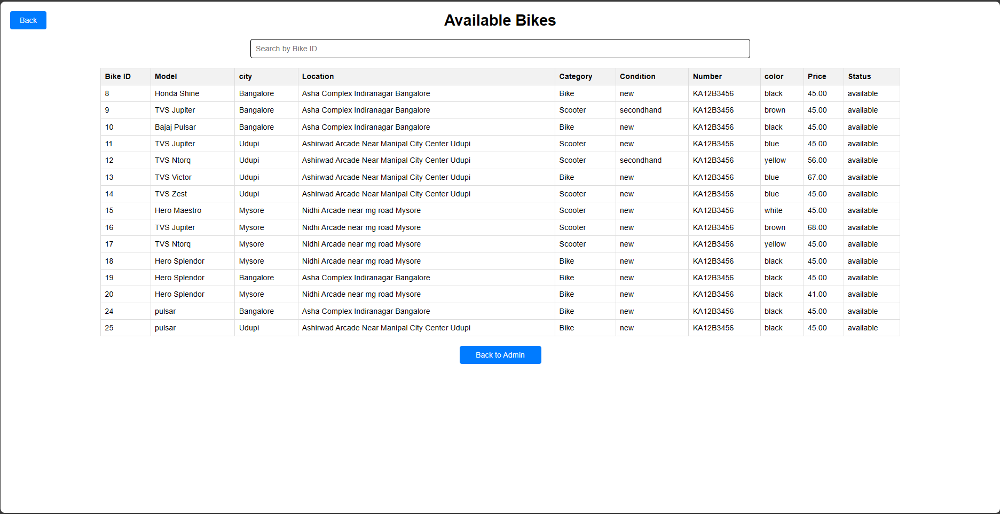 Back
Available Bikes
Search by Bike ID
Bike ID Model city Location Category Condition Number color Price Status
8 Honda Shine Bangalore Asha Complex Indiranagar Bangalore Bike new KA12B3456 black 45.00 available
9 TVS Jupiter Bangalore Asha Complex Indiranagar Bangalore Scooter secondhand KA12B3456 brown 45.00 available
10 Bajaj Pulsar Bangalore Asha Complex Indiranagar Bangalore Bike new KA12B3456 black 45.00 available
11 TVS Jupiter Udupi Ashirwad Arcade Near Manipal City Center Udupi Scooter new KA12B3456 blue 45.00 available
12 TVS Ntorq Udupi Ashirwad Arcade Near Manipal City Center Udupi Scooter secondhand KA12B3456 yellow 56.00 available
13 TVS Victor Udupi Ashirwad Arcade Near Manipal City Center Udupi Bike new KA12B3456 blue 67.00 available
14 TVS Zest Udupi Ashirwad Arcade Near Manipal City Center Udupi Scooter new KA12B3456 blue 45.00 available
15 Hero Maestro Mysore Nidhi Arcade near mg road Mysore Scooter new KA12B3456 white 45.00 available
16 TVS Jupiter Mysore Nidhi Arcade near mg road Mysore Scooter new KA12B3456 brown 68.00 available
17 TVS Ntorq Mysore Nidhi Arcade near mg road Mysore Scooter new KA12B3456 yellow 45.00 available
18 Hero Splendor Mysore Nidhi Arcade near mg road Mysore Bike new KA12B3456 black 45.00 available
19 Hero Splendor Bangalore Asha Complex Indiranagar Bangalore Bike new KA12B3456 black 45.00 available
20 Hero Splendor Mysore Nidhi Arcade near mg road Mysore Bike new KA12B3456 black 41.00 available
24 pulsar Bangalore Asha Complex Indiranagar Bangalore Bike new KA12B3456 black 45.00 available
25 pulsar Udupi Ashirwad Arcade Near Manipal City Center Udupi Bike new KA12B3456 black 45.00 available
Back to Admin